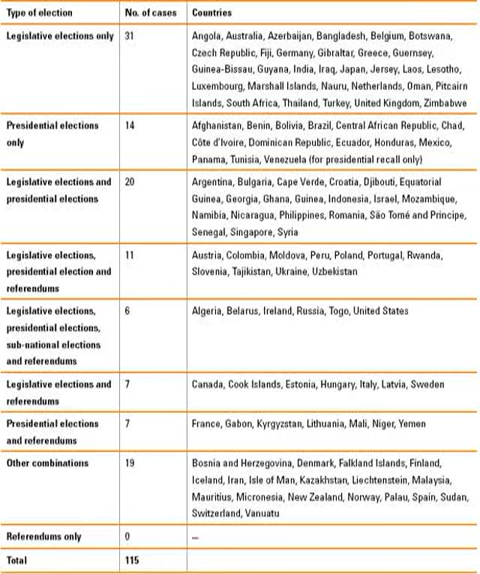 Type of election No. of cases Countries
Legislative elections only 31 Angola, Australia, Azerbaijan, Bangladesh, Belgium, Botswana,
Czech Republic, Fiji, Germany, Gibraltar, Greece, Guernsey,
Guinea-Bissau, Guyana, India, Iraq, Japan, Jersey, Laos, Lesotho,
Luxembourg, Marshall Islands, Nauru, Netherlands, Oman, Pitcairn
Islands, South Africa, Thailand, Turkey, United Kingdom, Zimbabwe
Presidential elections 14 Afghanistan, Benin, Bolivia, Brazil, Central African Republic, Chad,
only Côte d'Ivoire, Dominican Republic, Ecuador, Honduras, Mexico,
Panama, Tunisia, Venezuela (for presidential recall only)
Legislative elections and 20 Argentina, Bulgaria, Cape Verde, Croatia, Djibouti, Equatorial
presidential elections Guinea, Georgia, Ghana, Guinea, Indonesia, Israel, Mozambique,
Namibia, Nicaragua, Philippines, Romania, São Tomé and Principe,
Senegal, Singapore, Syria
Legislative elections, 11 Austria, Colombia, Moldova, Peru, Poland, Portugal, Rwanda,
presidential election and Slovenia, Tajikistan, Ukraine, Uzbekistan
referendums
Legislative elections, 6 Algeria, Belarus, Ireland, Russia, Togo, United States
presidential elections,
sub-national elections
and referendums
Legislative elections and 7 Canada, Cook Islands, Estonia, Hungary, Italy, Latvia, Sweden
referendums
Presidential elections 7 France, Gabon, Kyrgyzstan, Lithuania, Mali, Niger, Yemen
and referendums
Other combinations 19 Bosnia and Herzegovina, Denmark, Falkland Islands, Finland,
Iceland, Iran, Isle of Man, Kazakhstan, Liechtenstein, Malaysia,
Mauritius, Micronesia, New Zealand, Norway, Palau, Spain, Sudan,
Switzerland, Vanuatu
Referendums only 0 –
Total 115